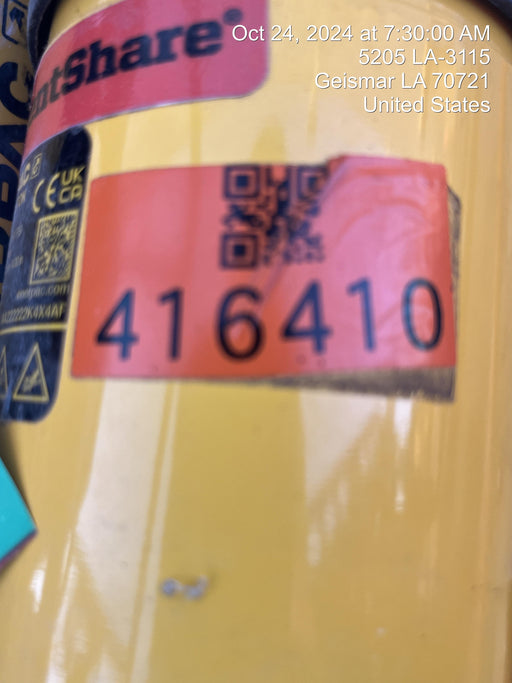 Oct 24, 2024 at 7:30:00 AM
5205 LA-3115
Geismar LA 70721
United States
ntShare
CE UK
CA
416410